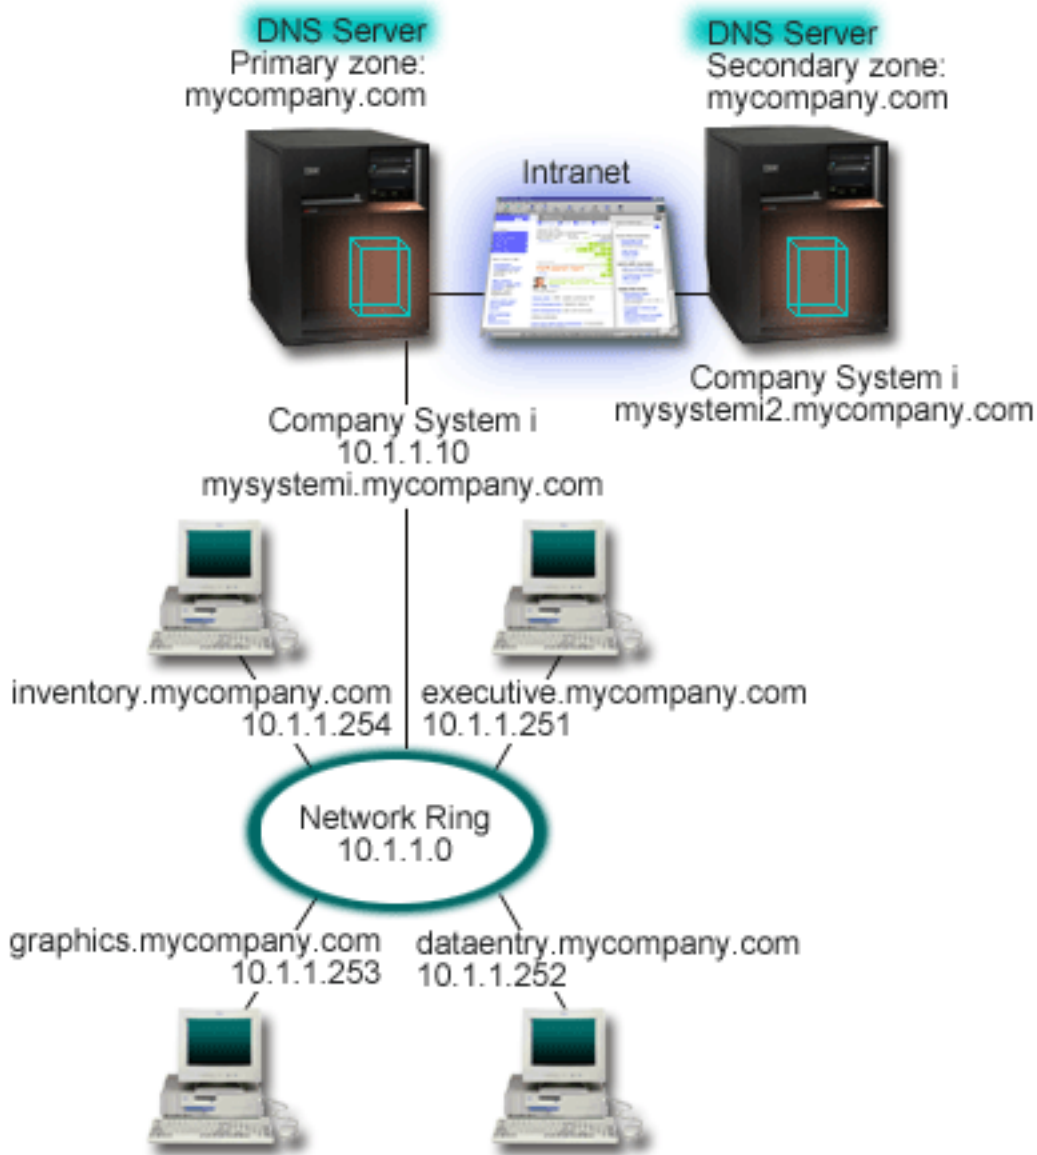 DNS Server
Primary zone:
mycompany.com
DNS Server
Secondary zone:
mycompany.com
Intranet
Company System i
mysystemi2.mycompany.com
Company System i
10.1.1.10
mysystemi.mycompany.com
inventory.mycompany.com
10.1.1.254
executive.mycompany.com
10.1.1.251
Network Ring
10.1.1.0
graphics.mycompany.com
10.1.1.253
dataentry.mycompany.com
10.1.1.252